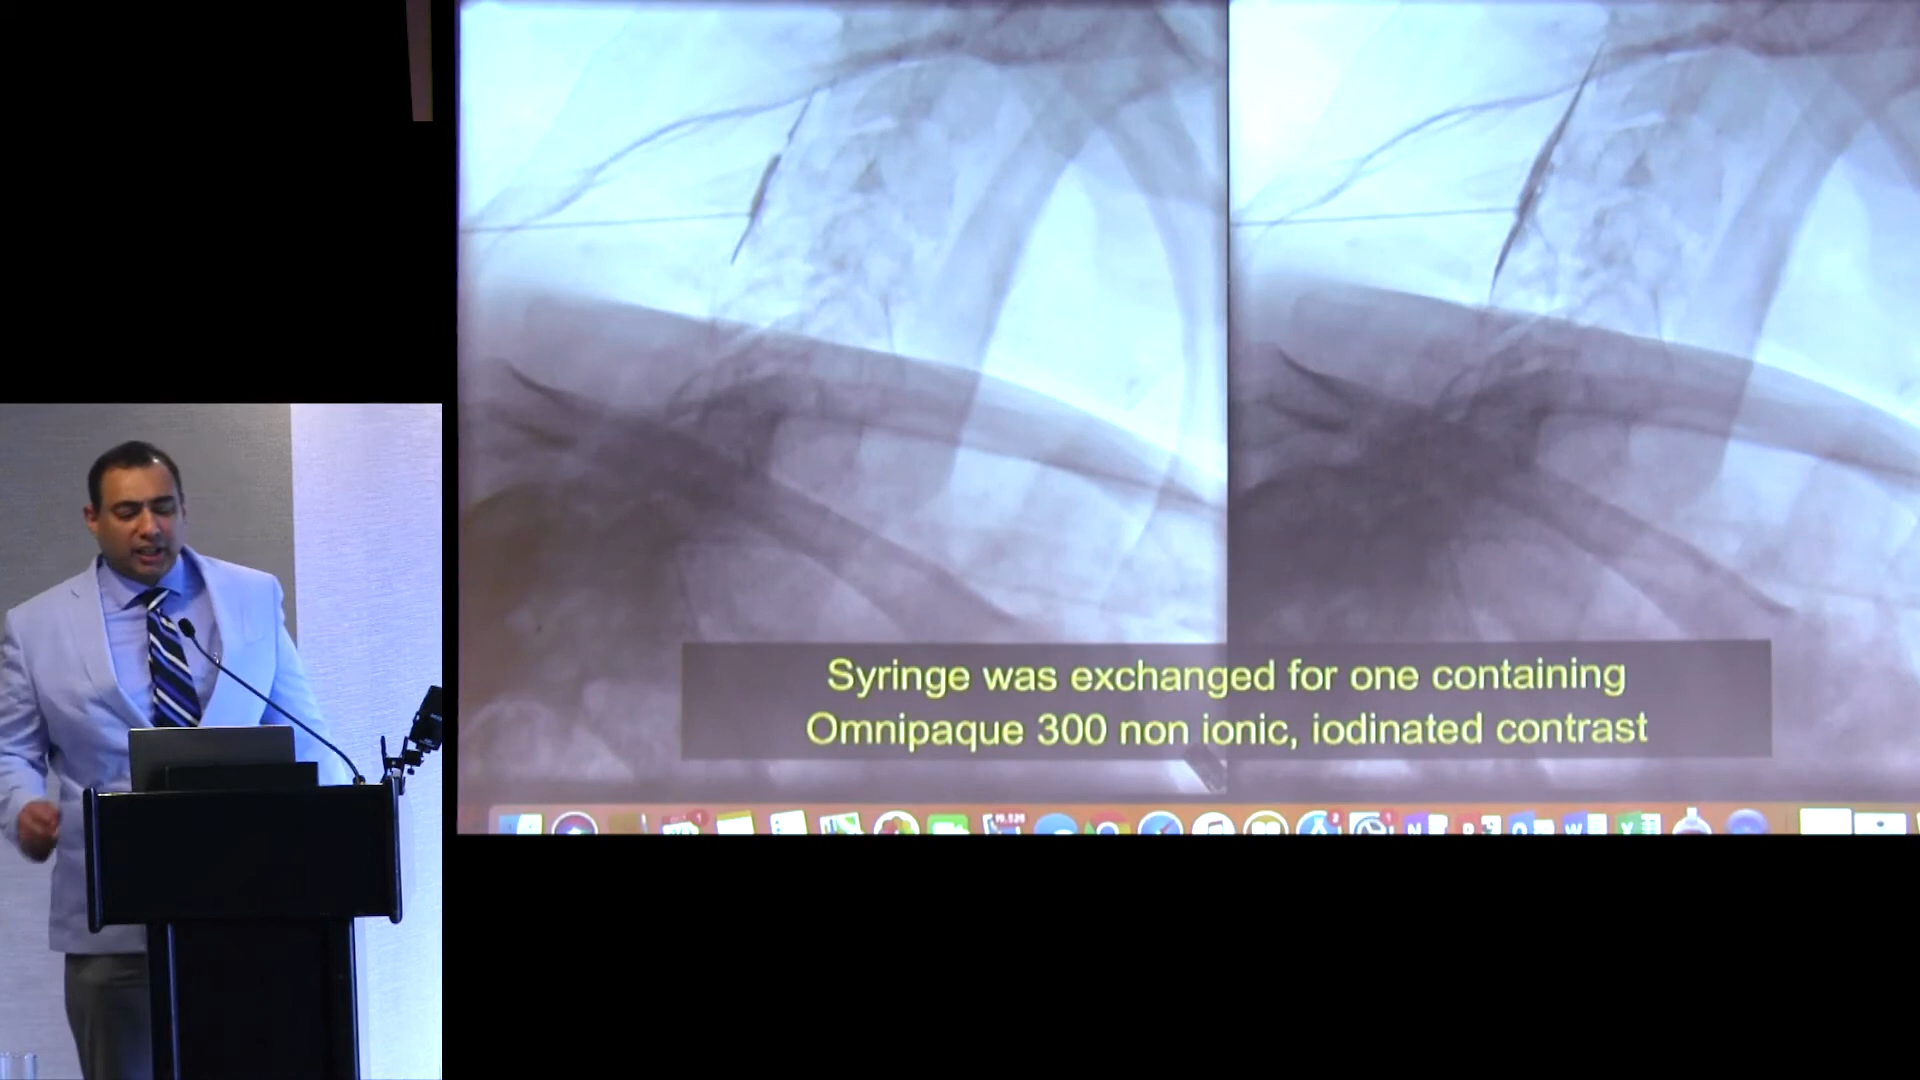 Syringe was exchanged for one containing
Omnipaque 300 non ionic, iodinated contrast